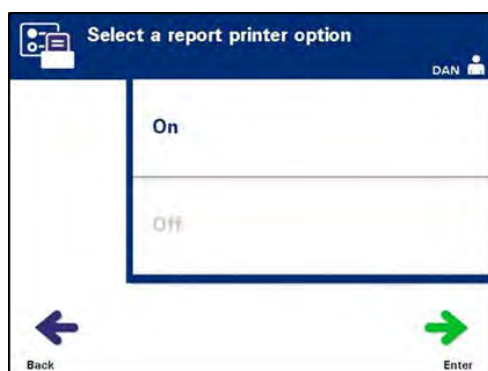 Select a report printer option
DAN
On
Off
Back
Enter